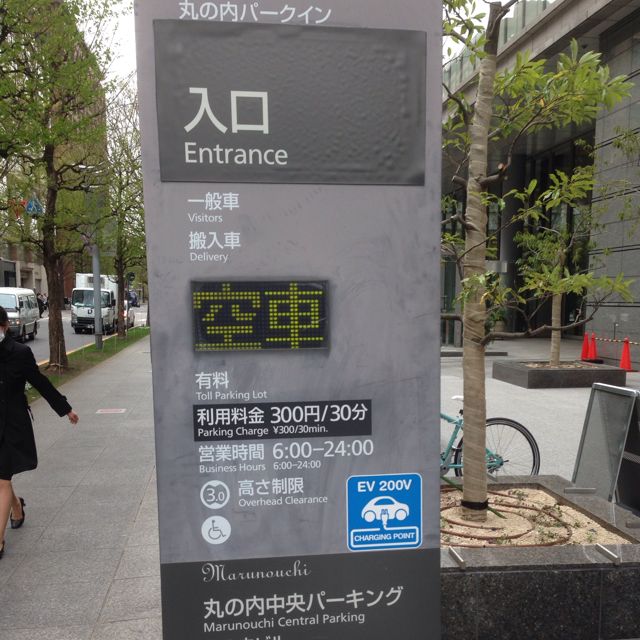 丸の内パークイン
入口
Entrance
一般車
Visitors
搬入車
Delivery
空車
有料
Toll Parking Lot
利用料金 300円/30分
Parking Charge ¥300/30min.
営業時間 6:00-24:00
Business Hours 6:00-24:00
3.0 高さ制限
Overhead Clearance
EV 200V
CHARGING POINT
Marunouchi
丸の内中央パーキング
Marunouchi Central Parking